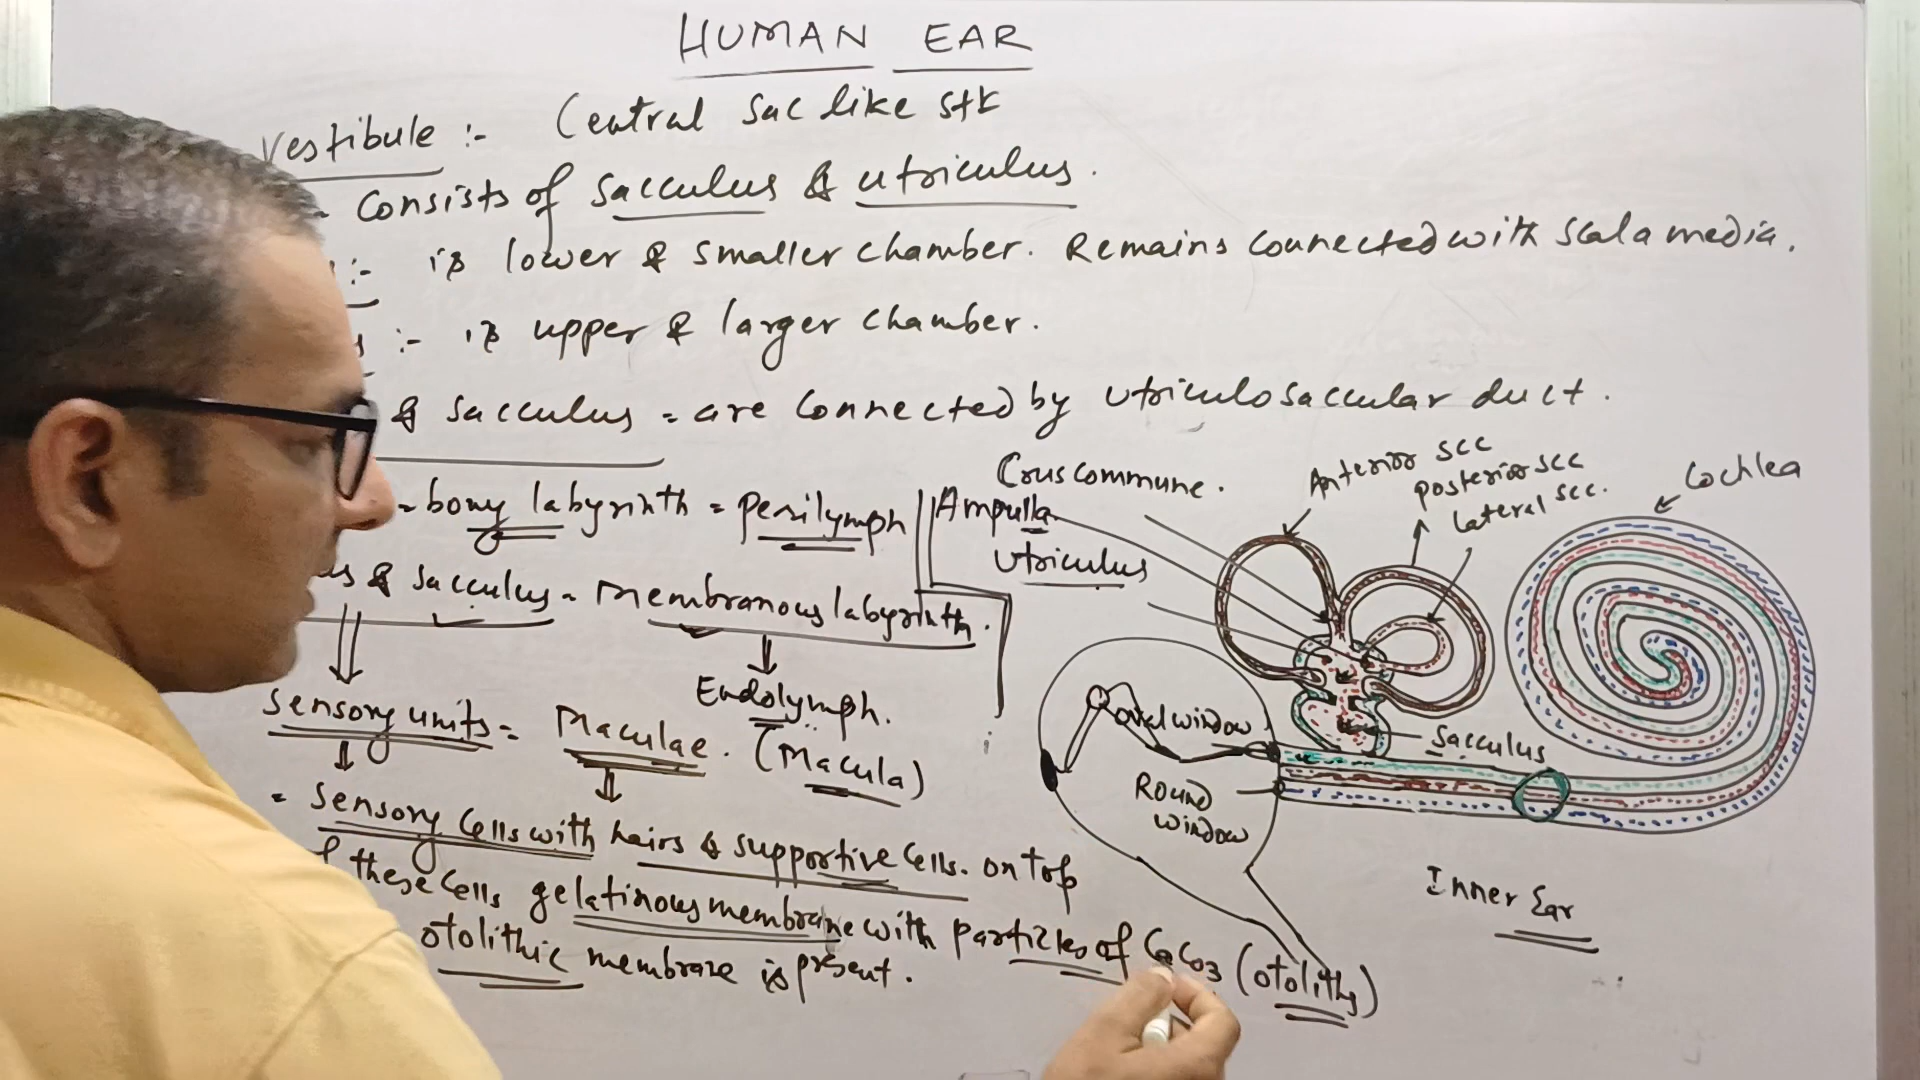 HUMAN EAR
Vestibule :- Central Sac like Stk
- Consists of Sacculus & utriculus.
:- is lower & smaller chamber. Remains connected with Scala media.
:- is upper & larger chamber.
& Sacculus = are connected by utriculosaccular duct.
= bony labyrinth = perilymph
& Sacculus = Membranous labyrinth.
Endolymph.
Sensory units = Maculae. (Macula)
= Sensory Cells with hairs & supportive Cells. on top
of these Cells gelatinous membrane with particles of CaCO3 (otoliths)
otolithic membrane is present.
Crus commune.
Ampulla
Utriculus
Anterior SCC
posterior SCC
lateral SCC.
Cochlea
oval window
Sacculus
Round
window
Inner Ear